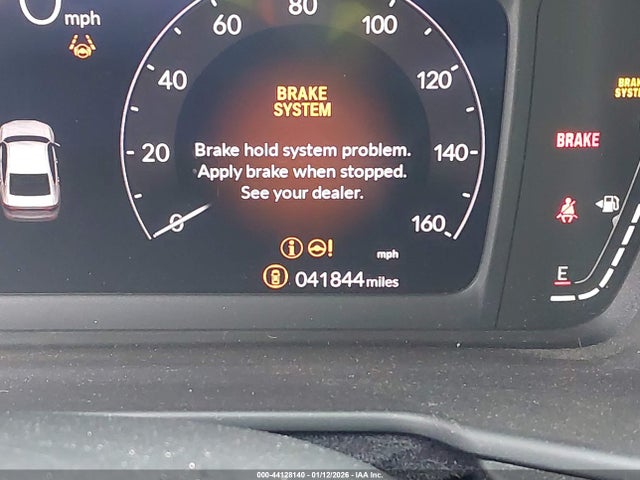 0 mph
80
60
100
40
120
20
140
0
160
BRAKE
SYSTEM
Brake hold system problem.
Apply brake when stopped.
See your dealer.
mph
041844 miles
BRAKE
E
000-44128140 - 01/12/2026 - IAA Inc.